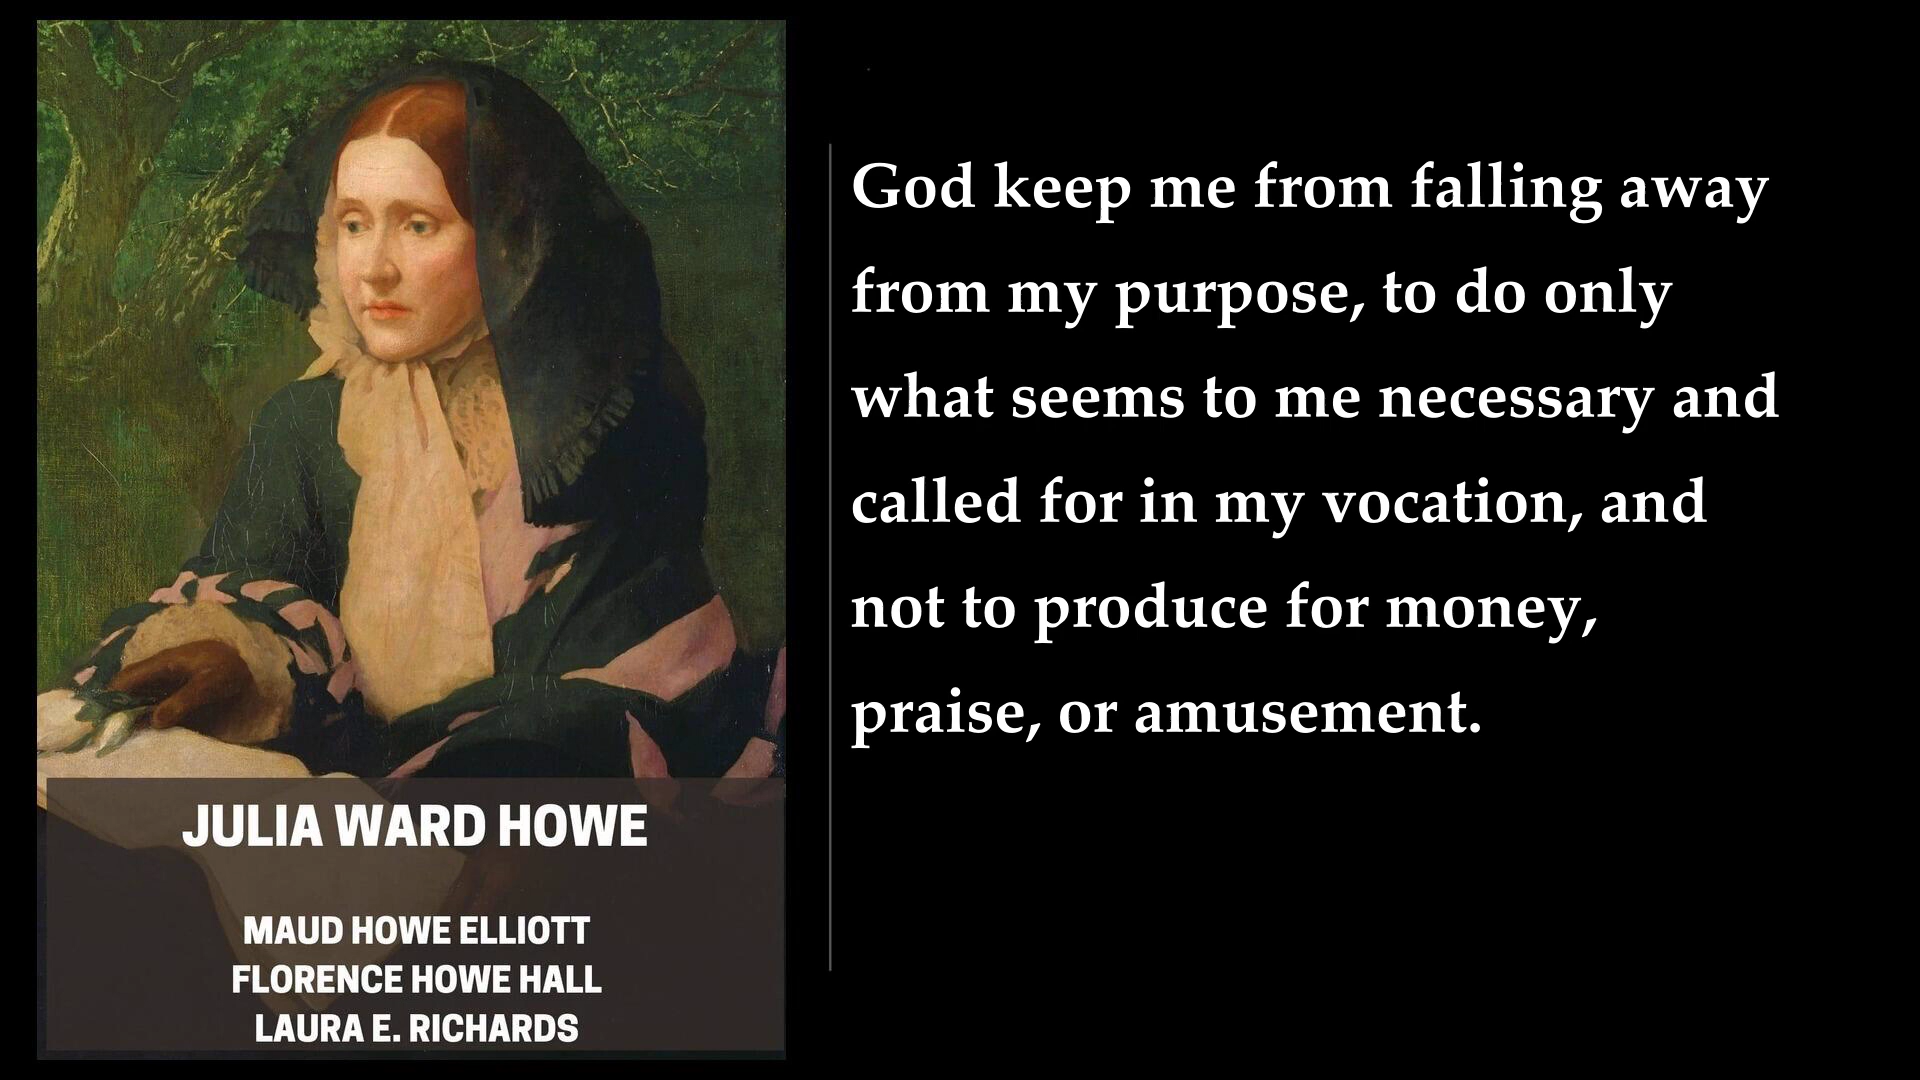 JULIA WARD HOWE
MAUD HOWE ELLIOTT
FLORENCE HOWE HALL
LAURA E. RICHARDS
God keep me from falling away
from my purpose, to do only
what seems to me necessary and
called for in my vocation, and
not to produce for money,
praise, or amusement.